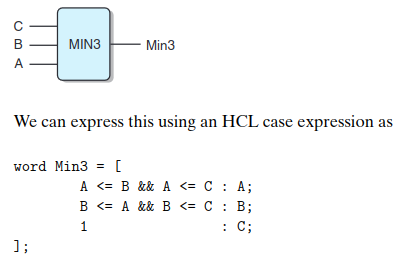 C
B MIN3 Min3
A
We can express this using an HCL case expression as
word Min3 = [
A <= B && A <= C : A;
B <= A && B <= C : B;
1 : C;
];